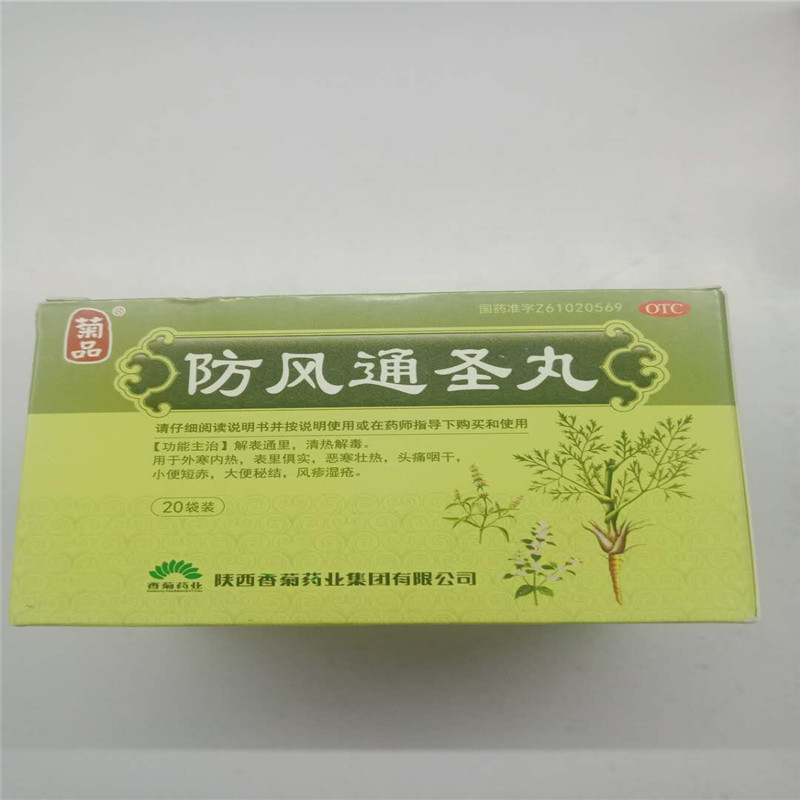 菊品®
国药准字Z61020569
OTC
防风通圣丸
请仔细阅读说明书并按说明使用或在药师指导下购买和使用
【功能主治】解表通里，清热解毒。
用于外寒内热，表里俱实，恶寒壮热，头痛咽干，
小便短赤，大便秘结，风疹湿疮。
20袋装
香菊药业
陕西香菊药业集团有限公司